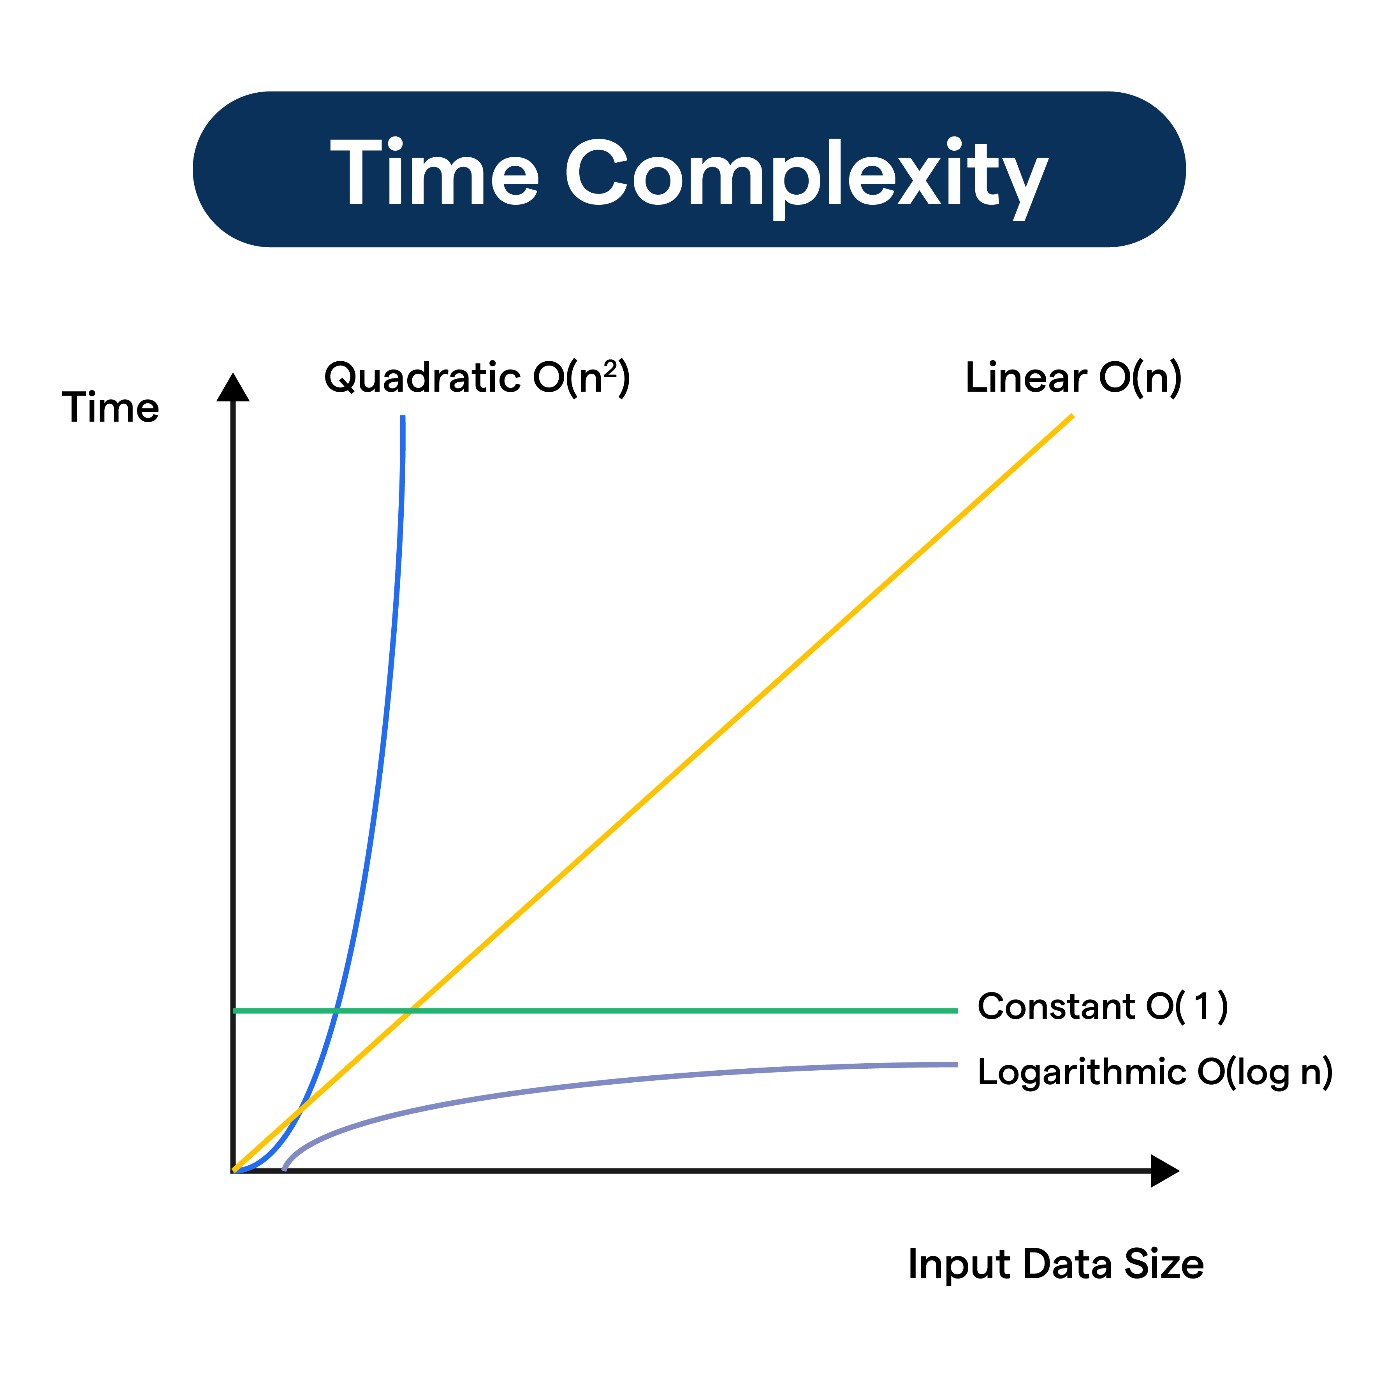 Time Complexity
Time
Quadratic O(n²)
Linear O(n)
Constant O( 1 )
Logarithmic O(log n)
Input Data Size